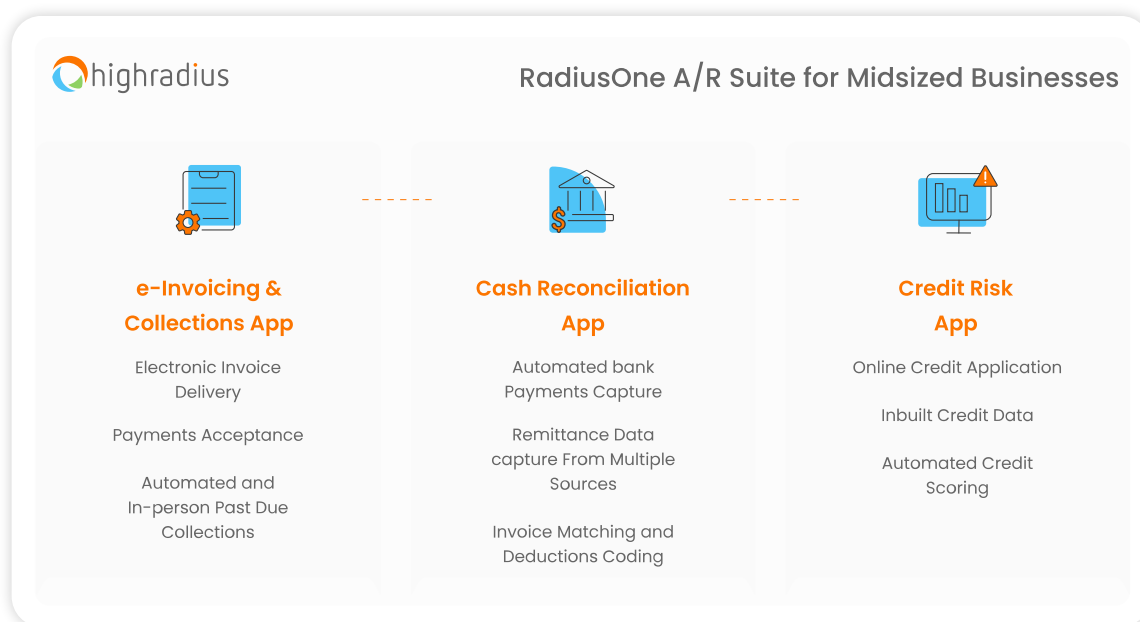 highradius
RadiusOne A/R Suite for Midsized Businesses
e-Invoicing &
Collections App
Electronic Invoice
Delivery
Payments Acceptance
Automated and
In-person Past Due
Collections
Cash Reconciliation
App
Automated bank
Payments Capture
Remittance Data
capture From Multiple
Sources
Invoice Matching and
Deductions Coding
Credit Risk
App
Online Credit Application
Inbuilt Credit Data
Automated Credit
Scoring